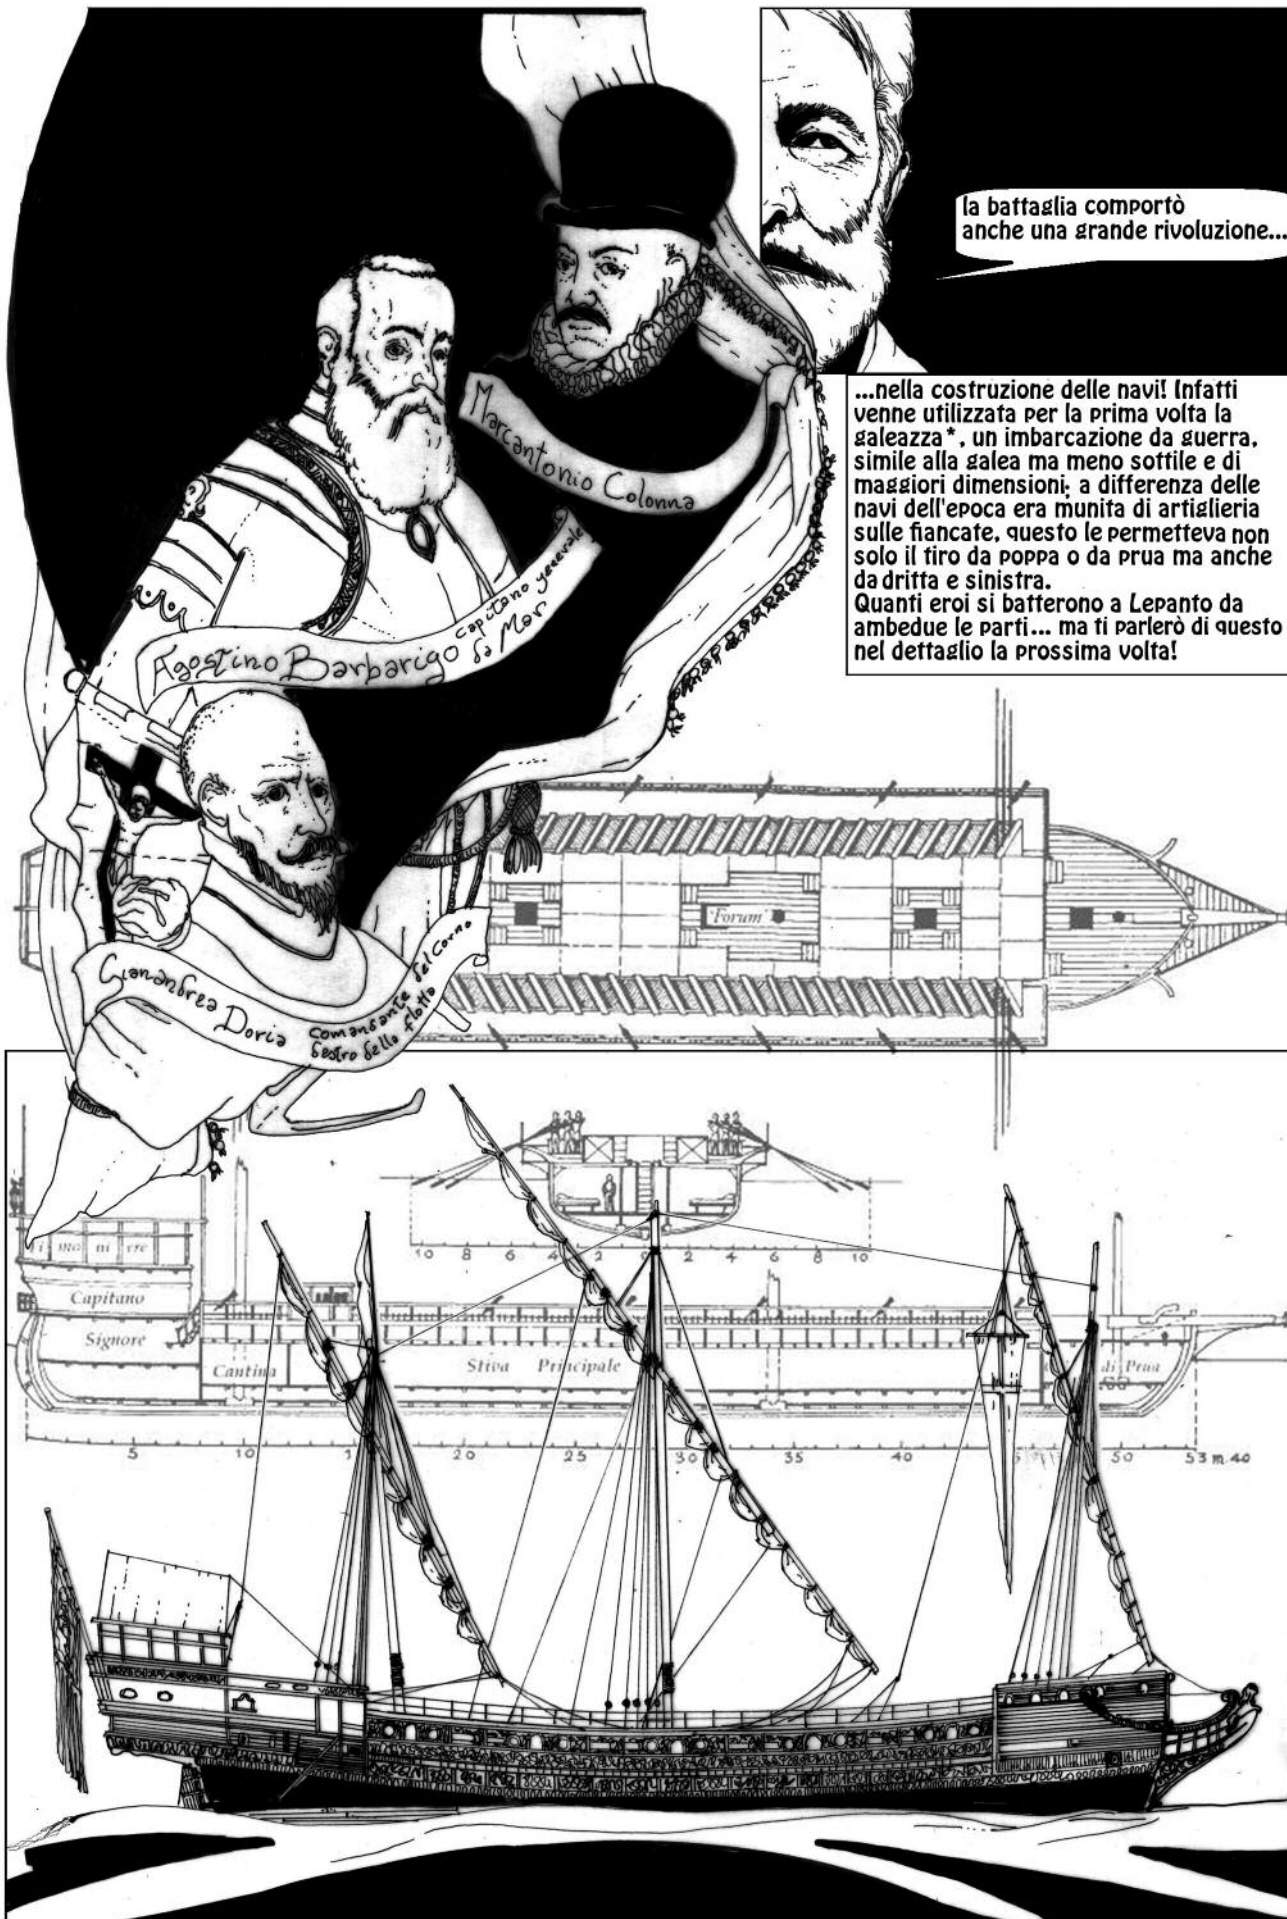 la battaglia comportò
anche una grande rivoluzione...
...nella costruzione delle navi! Infatti
venne utilizzata per la prima volta la
galeazza*, un imbarcazione da guerra,
simile alla galea ma meno sottile e di
maggiori dimensioni; a differenza delle
navi dell'epoca era munita di artiglieria
sulle fiancate, questo le permetteva non
solo il tiro da poppa o da prua ma anche
da dritta e sinistra.
Quanti eroi si batterono a Lepanto da
ambedue le parti... ma ti parlerò di questo
nel dettaglio la prossima volta!
Marcantonio Colonna
Agostino Barbarigo capitano generale
da Mar
Gianandrea Doria comandante del Corno
destro della flotta
'Forum'
10 8 6 4 2 0 2 4 6 8 10
Capitano
Signore
Cantina
Stiva Principale
di Prua
5 10 15 20 25 30 35 40 50 53 m. 40